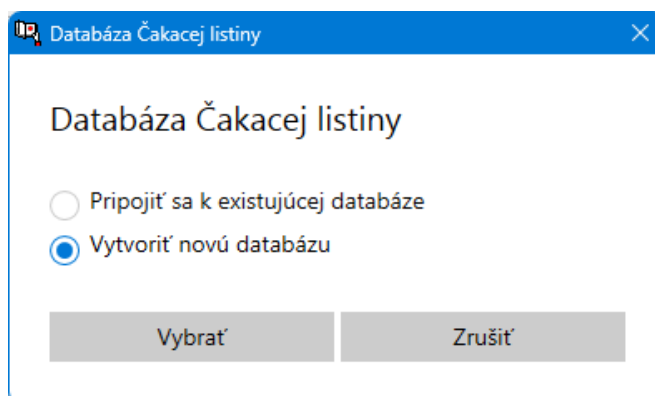 Databáza Čakacej listiny
Databáza Čakacej listiny
Pripojiť sa k existujúcej databáze
Vytvoriť novú databázu
Vybrať
Zrušiť